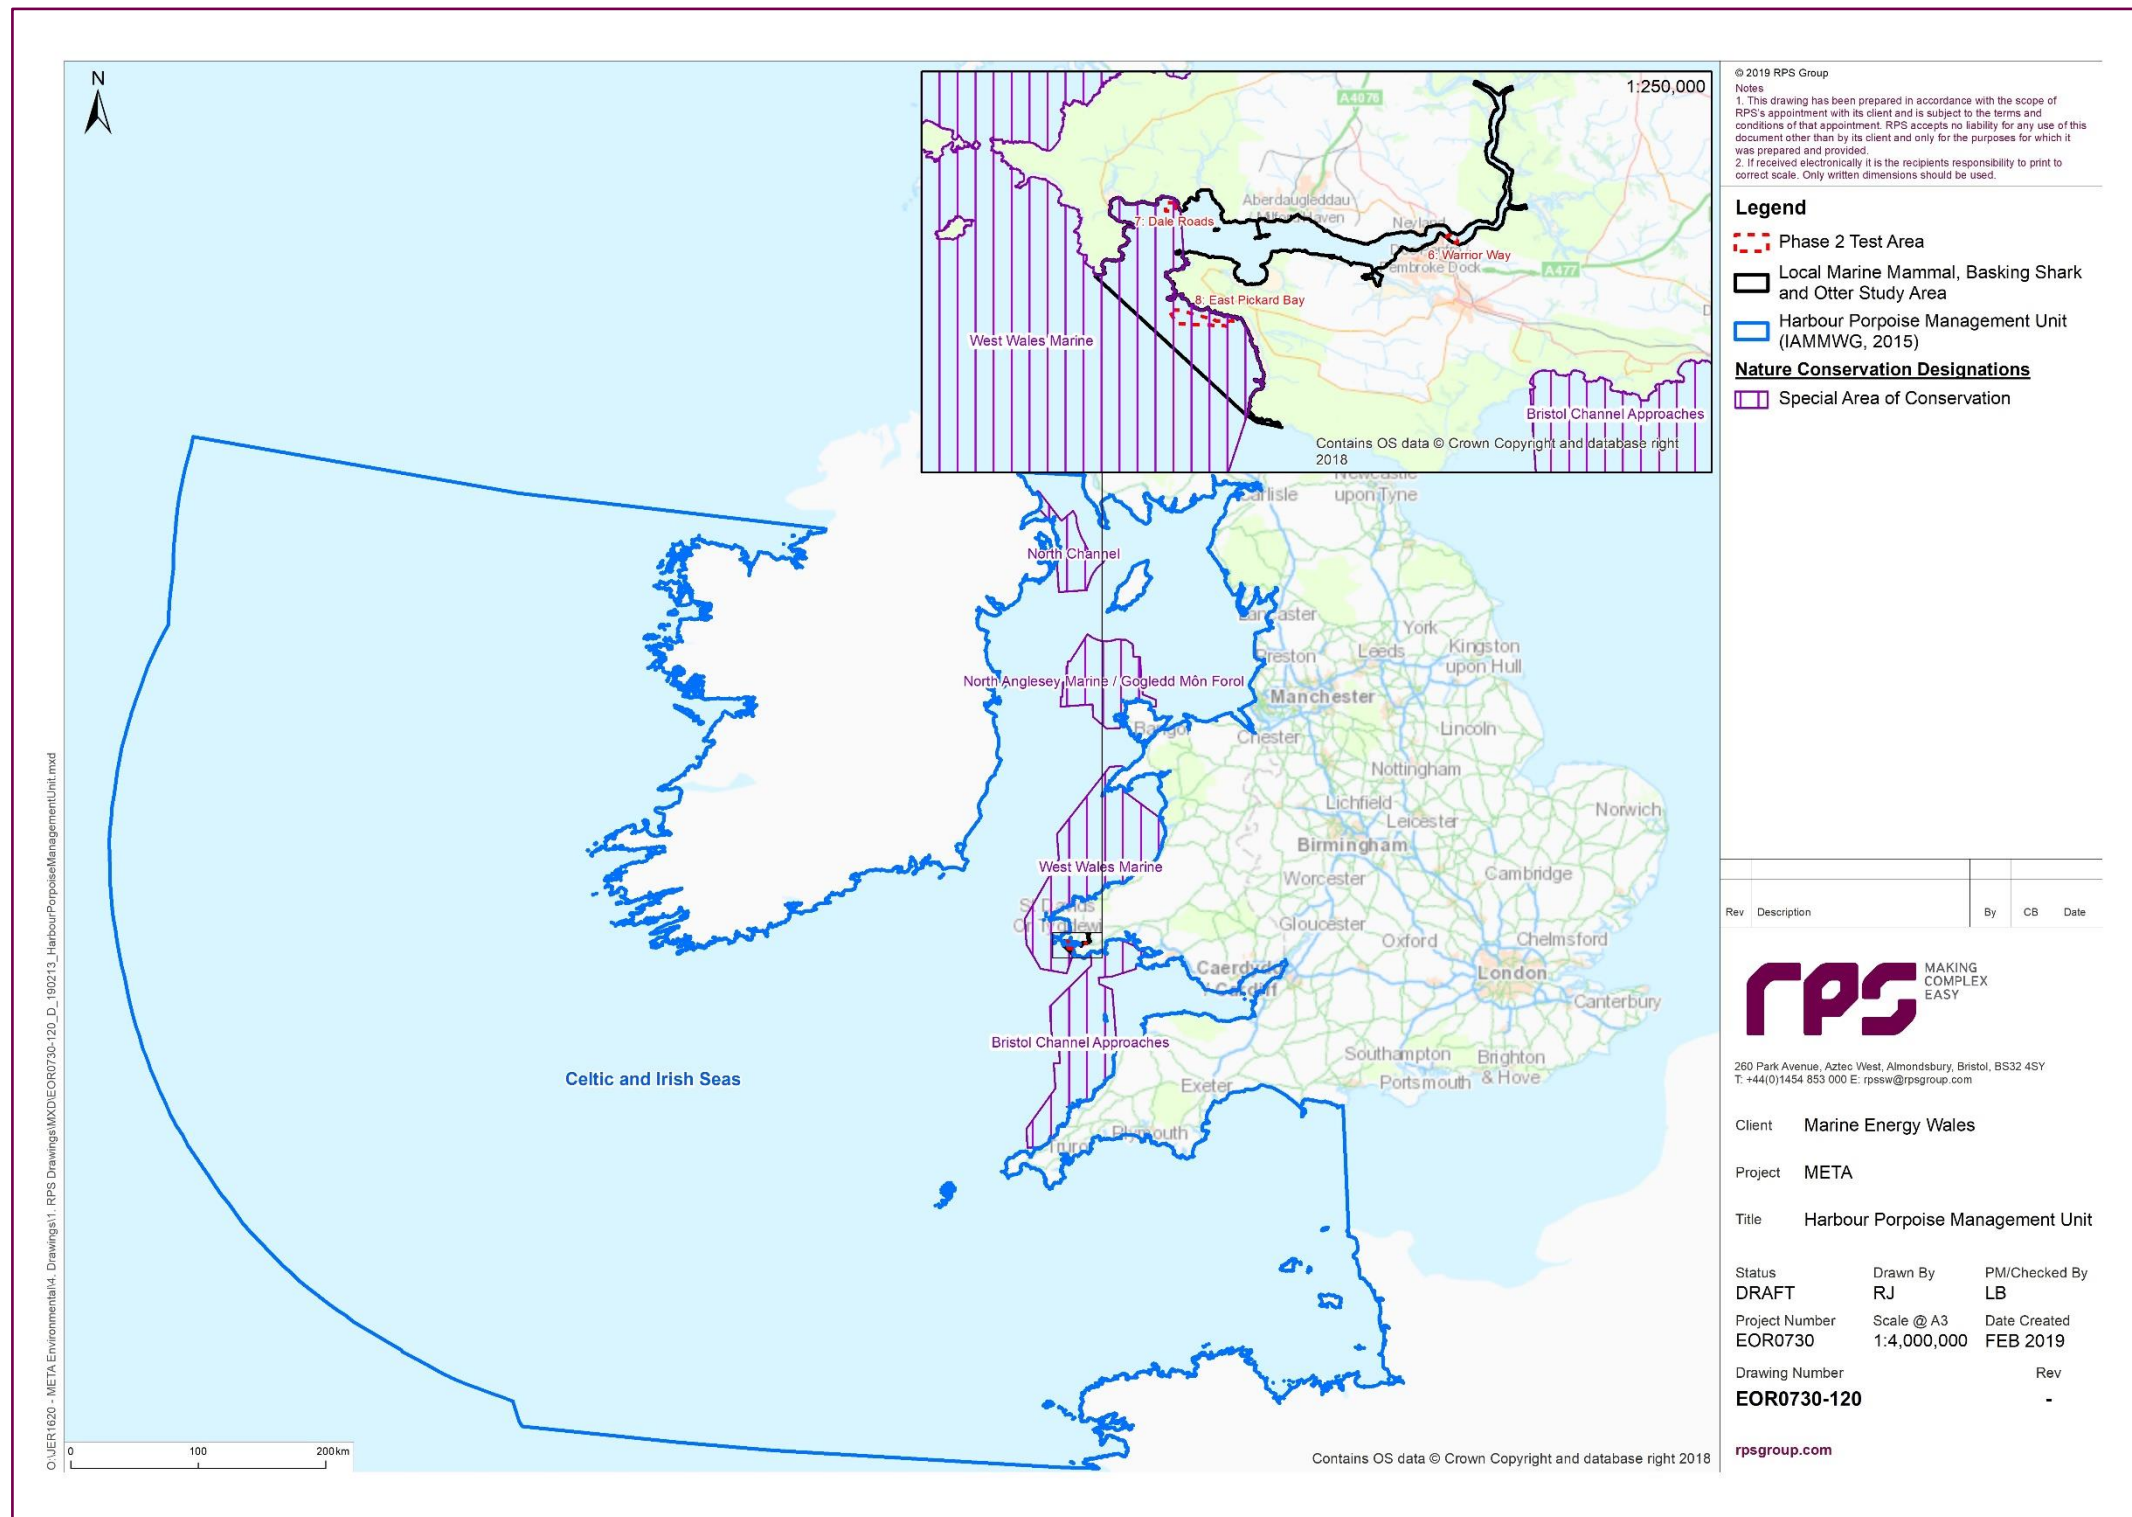 N
1:250,000
A4076
Aberdaugleddau
/ Milford Haven
7: Dale Roads
Neyland
6: Warrior Way
Pembroke Dock
A477
8: East Pickard Bay
West Wales Marine
Bristol Channel Approaches
Contains OS data © Crown Copyright and database right
2018
Newcastle
upon Tyne
Carlisle
North Channel
Lancaster
York
Preston
Leeds
Kingston
upon Hull
North Anglesey Marine / Gogledd Môn Forol
Manchester
Bangor
Chester
Lincoln
Nottingham
Lichfield
Norwich
Leicester
Birmingham
West Wales Marine
Worcester
Cambridge
St Davids
Or Tyddewi
Gloucester
Oxford
Chelmsford
Caerdydd
/ Cardiff
London
Canterbury
Bristol Channel Approaches
Southampton
Brighton
& Hove
Portsmouth
Exeter
Celtic and Irish Seas
Plymouth
Truro
0 100 200km
Contains OS data © Crown Copyright and database right 2018
O:\JER1620 - META Environmental\4. Drawings\1. RPS Drawings\MXD\EOR0730-120_D_190213_HarbourPorpoiseManagementUnit.mxd
© 2019 RPS Group
Notes
1. This drawing has been prepared in accordance with the scope of
RPS's appointment with its client and is subject to the terms and
conditions of that appointment. RPS accepts no liability for any use of this
document other than by its client and only for the purposes for which it
was prepared and provided.
2. If received electronically it is the recipients responsibility to print to
correct scale. Only written dimensions should be used.
Legend
Phase 2 Test Area
Local Marine Mammal, Basking Shark
and Otter Study Area
Harbour Porpoise Management Unit
(IAMMWG, 2015)
Nature Conservation Designations
Special Area of Conservation
Rev Description By CB Date
rps
MAKING
COMPLEX
EASY
260 Park Avenue, Aztec West, Almondsbury, Bristol, BS32 4SY
T: +44(0)1454 853 000 E: rpssw@rpsgroup.com
Client Marine Energy Wales
Project META
Title Harbour Porpoise Management Unit
Status Drawn By PM/Checked By
DRAFT RJ LB
Project Number Scale @ A3 Date Created
EOR0730 1:4,000,000 FEB 2019
Drawing Number Rev
EOR0730-120 -
rpsgroup.com